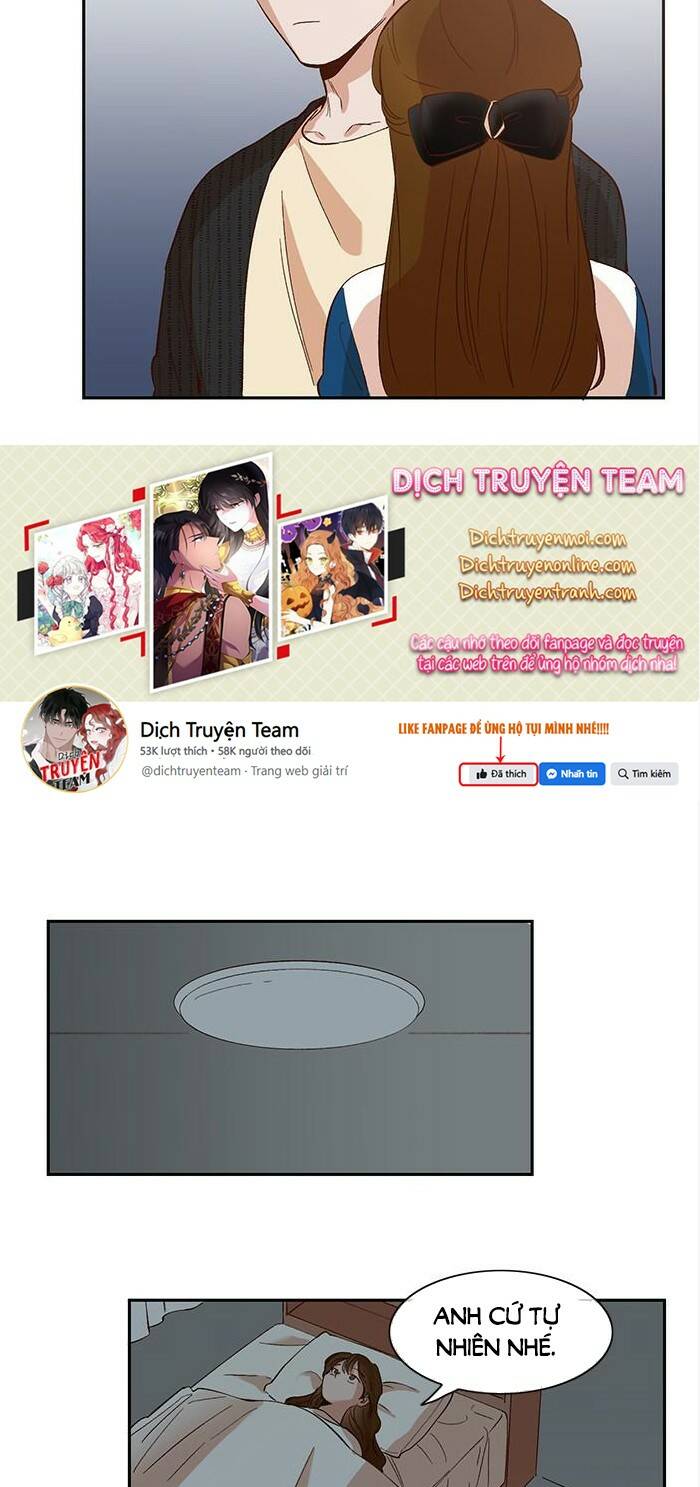 DỊCH TRUYỆN TEAM
Dichtruyenmoi.com
Dichtruyenonline.com
Dichtruyentranh.com
Các cậu nhớ theo dõi fanpage và đọc truyện
tại các web trên để ủng hộ nhóm dịch nha!
Dịch
TRUYỆN
TEAM
Dịch Truyện Team
53K lượt thích • 58K người theo dõi
@dichtruyenteam · Trang web giải trí
LIKE FANPAGE ĐỂ ỦNG HỘ TỤI MÌNH NHÉ!!!!
Đã thích
Nhắn tin
Tìm kiếm
ANH CỨ TỰ
NHIÊN NHÉ.